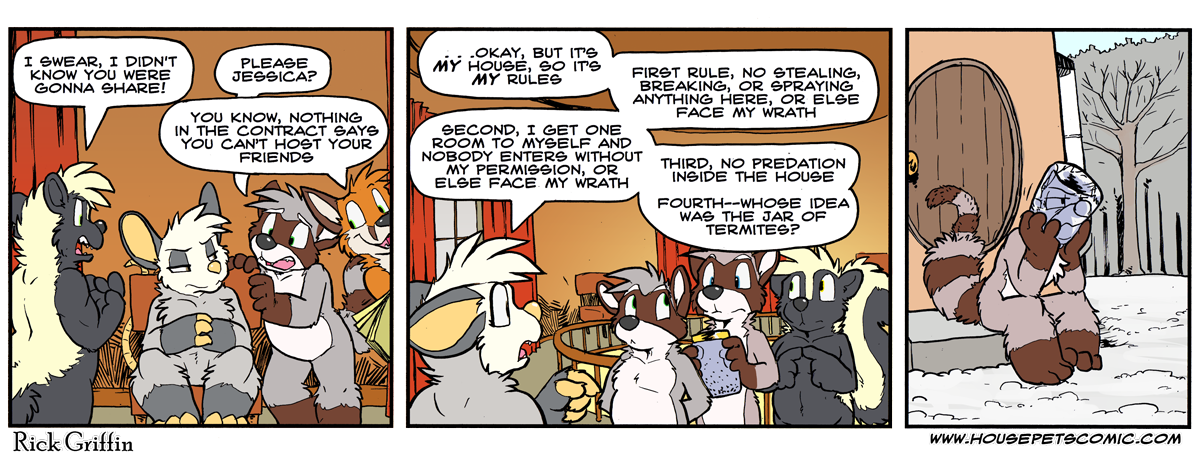 I SWEAR, I DIDN'T
KNOW YOU WERE
GONNA SHARE!
PLEASE
JESSICA?
YOU KNOW, NOTHING
IN THE CONTRACT SAYS
YOU CAN'T HOST YOUR
FRIENDS
. . .OKAY, BUT IT'S
MY HOUSE, SO IT'S
MY RULES
FIRST RULE, NO STEALING,
BREAKING, OR SPRAYING
ANYTHING HERE, OR ELSE
FACE MY WRATH
SECOND, I GET ONE
ROOM TO MYSELF AND
NOBODY ENTERS WITHOUT
MY PERMISSION, OR
ELSE FACE MY WRATH
THIRD, NO PREDATION
INSIDE THE HOUSE
FOURTH--WHOSE IDEA
WAS THE JAR OF
TERMITES?
Rick Griffin
WWW.HOUSEPETSCOMIC.COM